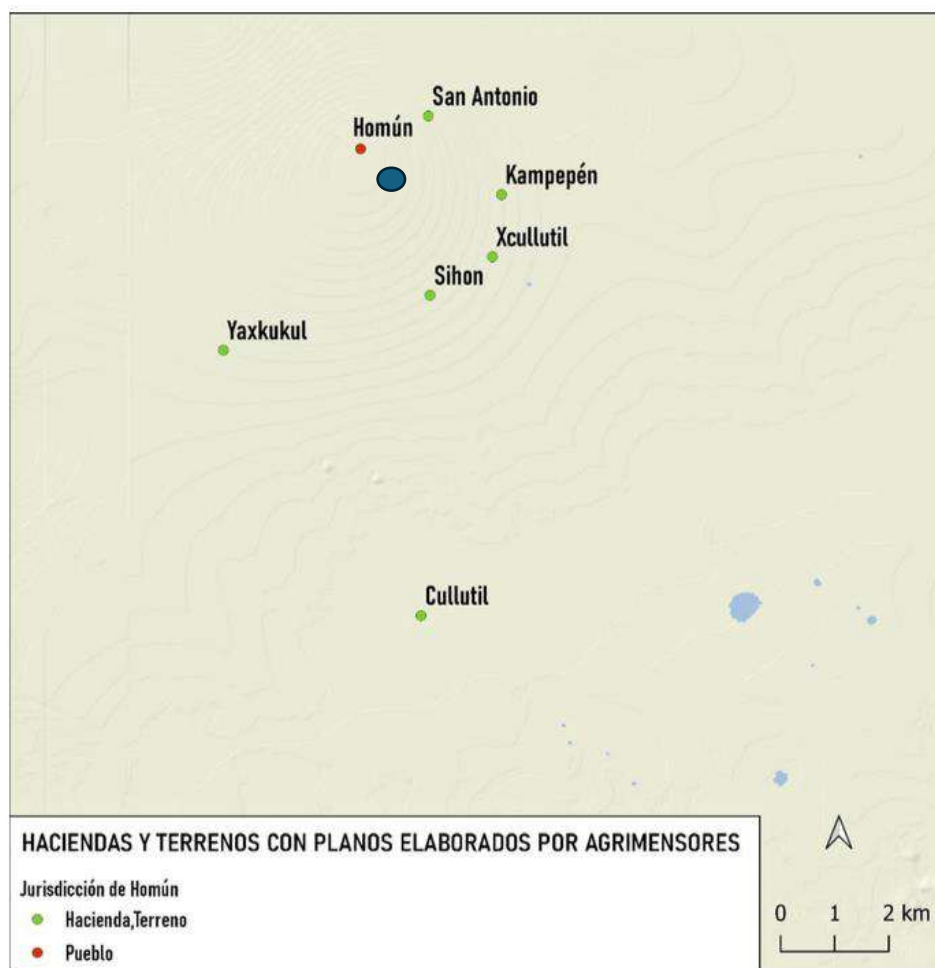 San Antonio
Homún
Kampepén
Xcullutil
Sihon
Yaxkukul
Cullutil
HACIENDAS Y TERRENOS CON PLANOS ELABORADOS POR AGRIMENSORES
Jurisdicción de Homún
Hacienda,Terreno
Pueblo
0 1 2 km